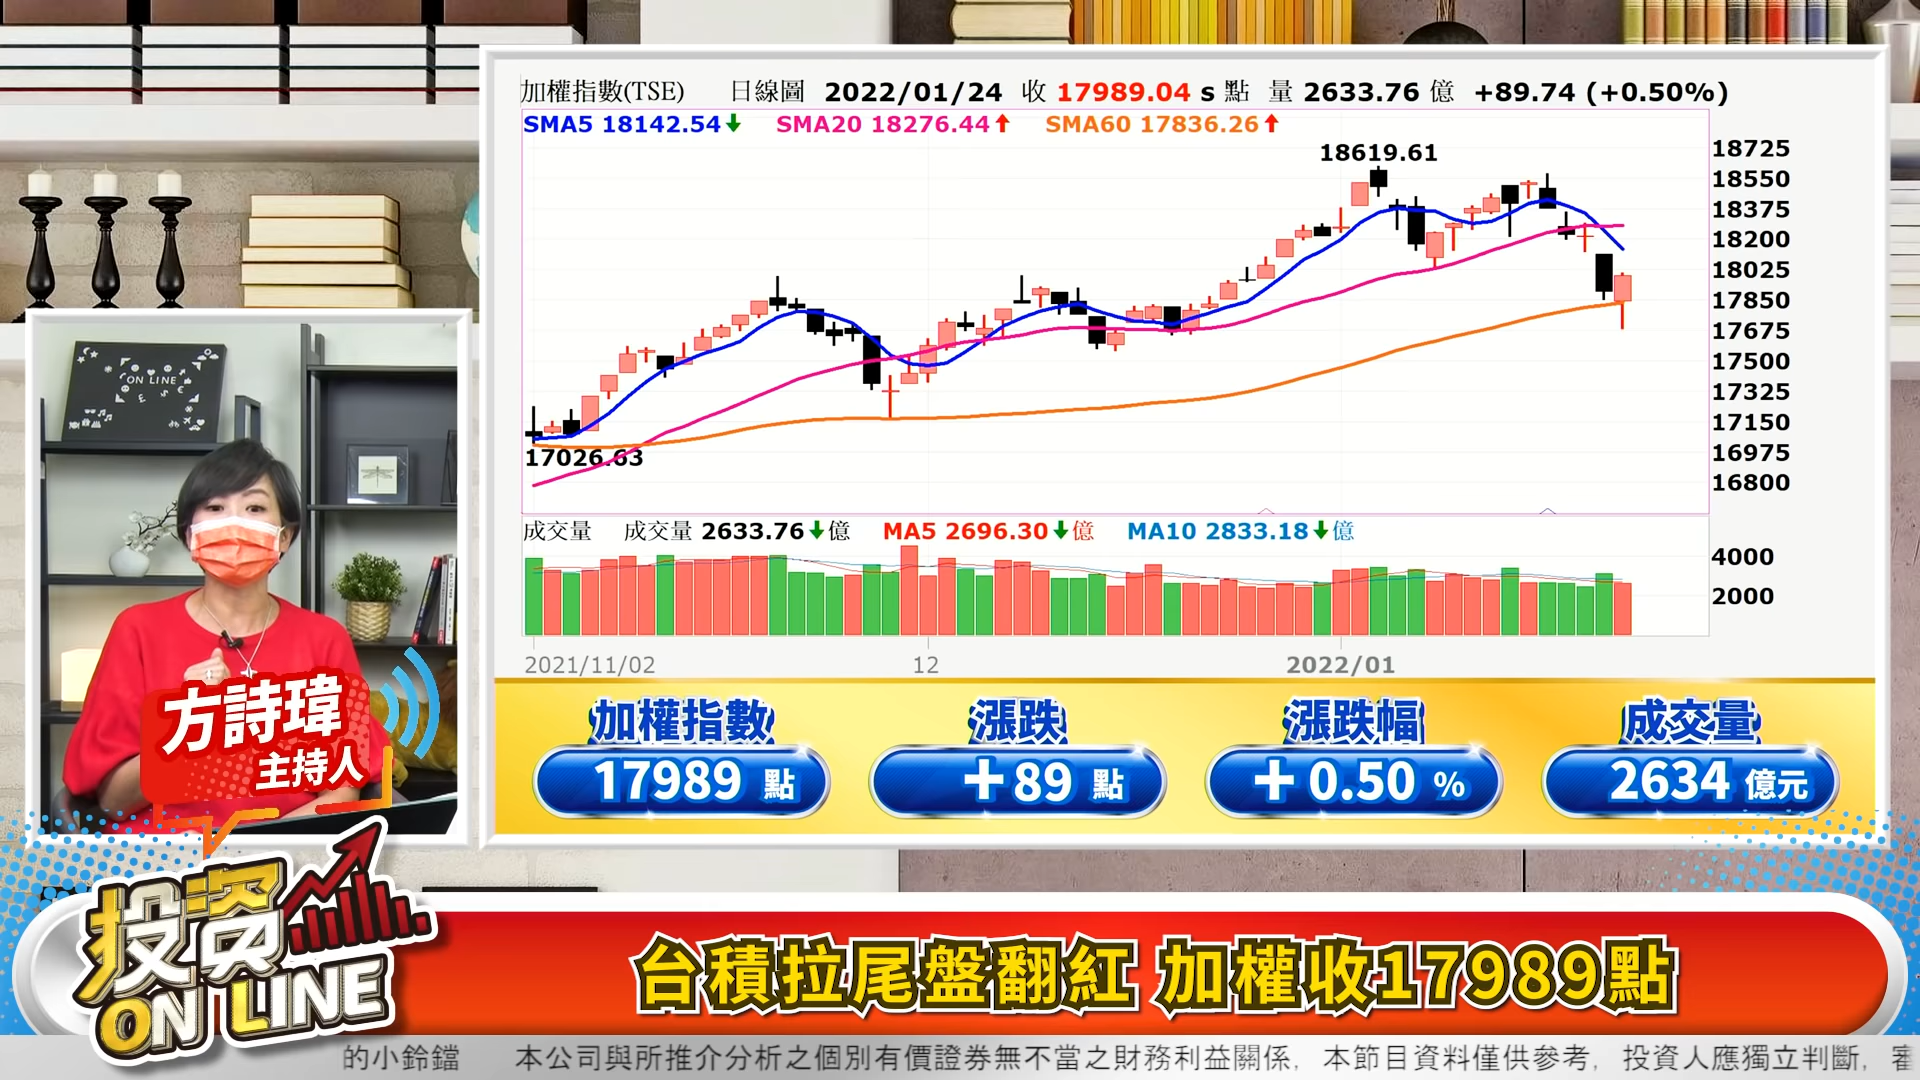 加權指數(TSE) 日線圖 2022/01/24 收 17989.04 s 點 量 2633.76 億 +89.74 (+0.50%)
SMA5 18142.54↓ SMA20 18276.44↑ SMA60 17836.26↑
18619.61
17026.63
18725
18550
18375
18200
18025
17850
17675
17500
17325
17150
16975
16800
成交量 成交量 2633.76↓億 MA5 2696.30↓億 MA10 2833.18↓億
4000
2000
2021/11/02 12 2022/01
加權指數 漲跌 漲跌幅 成交量
17989 點 +89 點 +0.50 % 2634 億元
ON LINE
方詩瑋
主持人
投資
ON LINE
台積拉尾盤翻紅 加權收17989點
的小鈴鐺 本公司與所推介分析之個別有價證券無不當之財務利益關係, 本節目資料僅供參考, 投資人應獨立判斷, 審